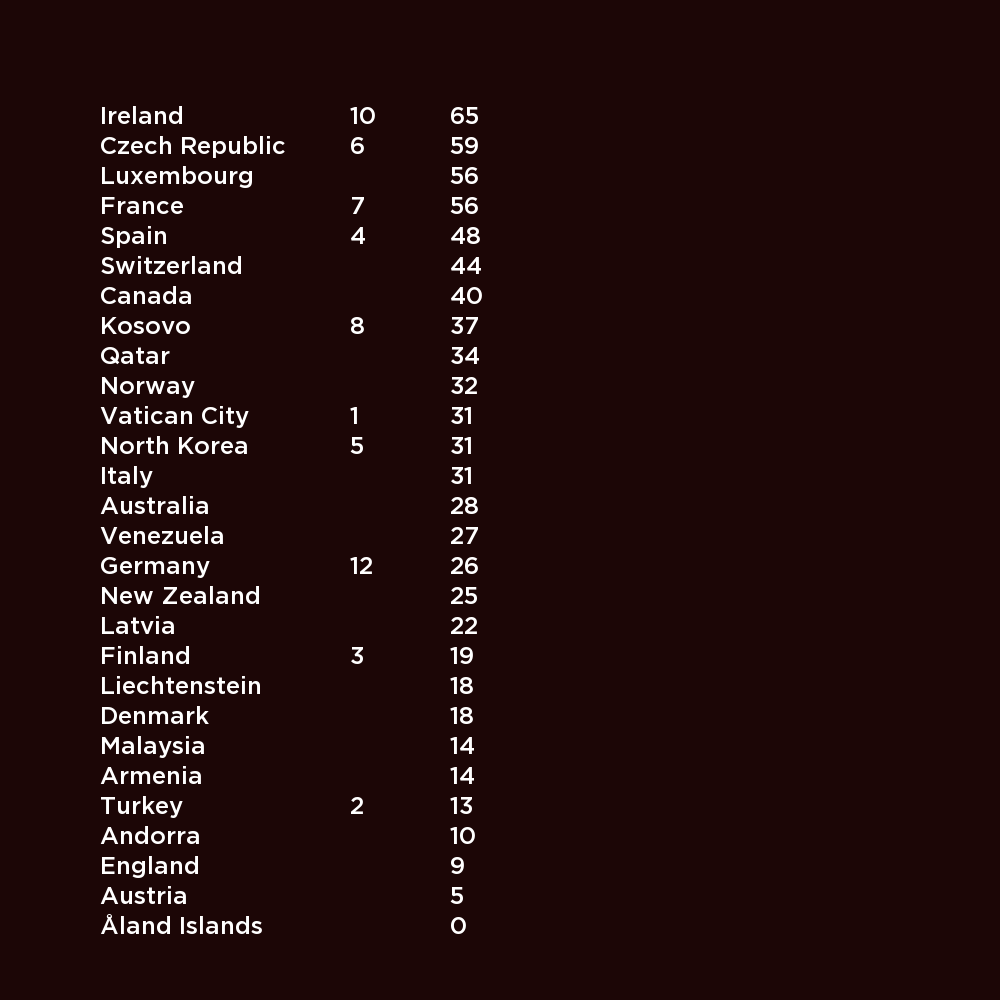 Ireland 10 65
Czech Republic 6 59
Luxembourg 56
France 7 56
Spain 4 48
Switzerland 44
Canada 40
Kosovo 8 37
Qatar 34
Norway 32
Vatican City 1 31
North Korea 5 31
Italy 31
Australia 28
Venezuela 27
Germany 12 26
New Zealand 25
Latvia 22
Finland 3 19
Liechtenstein 18
Denmark 18
Malaysia 14
Armenia 14
Turkey 2 13
Andorra 10
England 9
Austria 5
Åland Islands 0